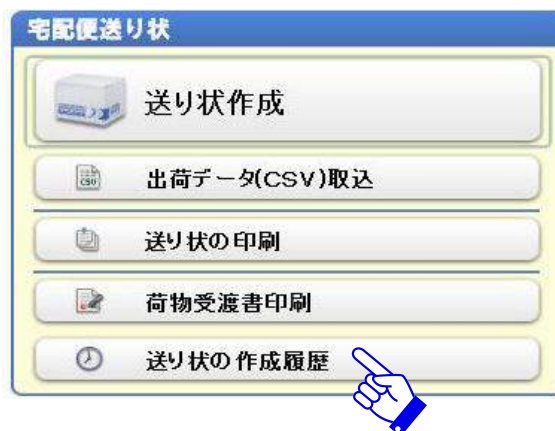 宅配便送り状
送り状作成
出荷データ(CSV)取込
送り状の印刷
荷物受渡書印刷
送り状の作成履歴